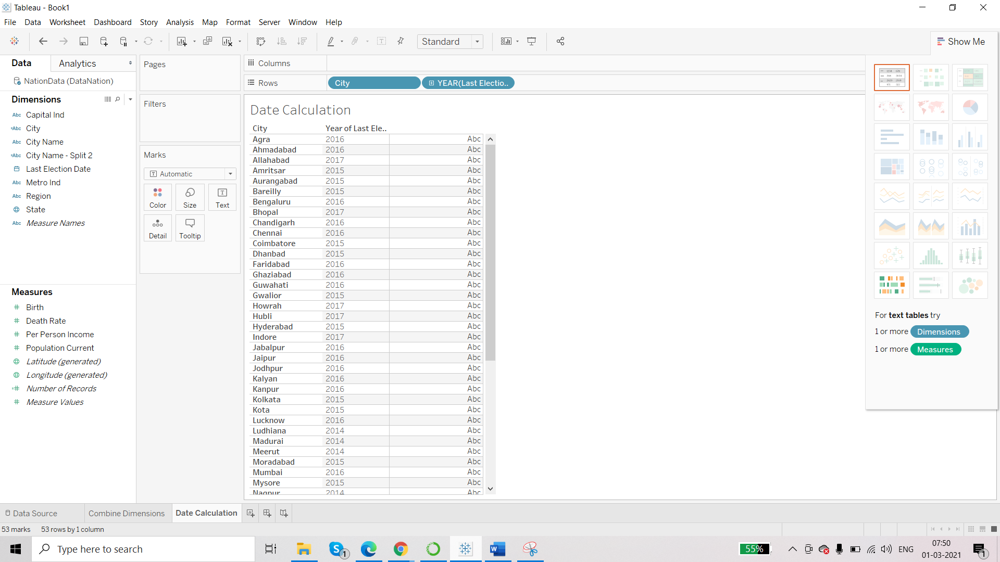 Tableau - Book1
File Data Worksheet Dashboard Story Analysis Map Format Server Window Help
Standard
Show Me
Data Analytics
NationData (DataNation)
Dimensions
Abc Capital Ind
=Abc City
Abc City Name
=Abc City Name - Split 2
Last Election Date
Abc Metro Ind
Abc Region
State
Abc Measure Names
Measures
Birth
Death Rate
Per Person Income
Population Current
Latitude (generated)
Longitude (generated)
Number of Records
Measure Values
Pages
Filters
Marks
Automatic
Color Size Text
Detail Tooltip
Columns
Rows City YEAR(Last Electio..
Date Calculation
City Year of Last Ele..
Agra 2016 Abc
Ahmadabad 2016 Abc
Allahabad 2017 Abc
Amritsar 2015 Abc
Aurangabad 2015 Abc
Bareilly 2015 Abc
Bengaluru 2016 Abc
Bhopal 2017 Abc
Chandigarh 2016 Abc
Chennai 2016 Abc
Coimbatore 2015 Abc
Dhanbad 2015 Abc
Faridabad 2016 Abc
Ghaziabad 2016 Abc
Guwahati 2016 Abc
Gwalior 2015 Abc
Howrah 2017 Abc
Hubli 2017 Abc
Hyderabad 2015 Abc
Indore 2017 Abc
Jabalpur 2016 Abc
Jaipur 2016 Abc
Jodhpur 2016 Abc
Kalyan 2016 Abc
Kanpur 2016 Abc
Kolkata 2015 Abc
Kota 2015 Abc
Lucknow 2016 Abc
Ludhiana 2014 Abc
Madurai 2014 Abc
Meerut 2014 Abc
Moradabad 2015 Abc
Mumbai 2016 Abc
Mysore 2015 Abc
Nagpur 2014 Abc
For text tables try
1 or more Dimensions
1 or more Measures
Data Source Combine Dimensions Date Calculation
53 marks 53 rows by 1 column
Type here to search
1
55%
ENG
07:50
01-03-2021
1